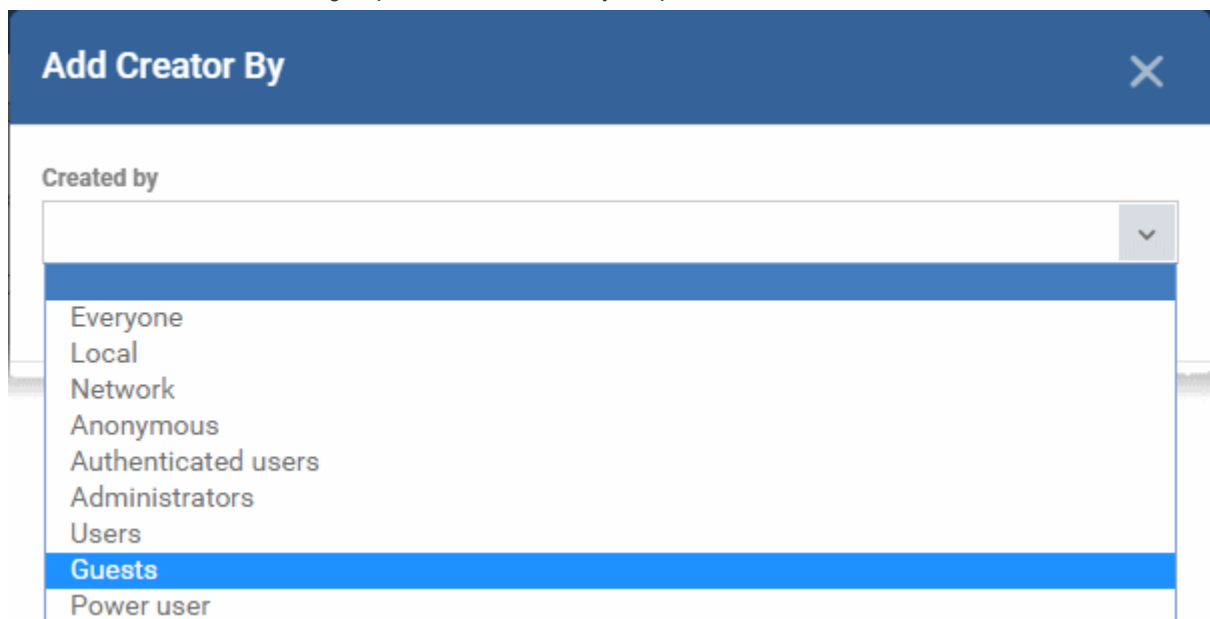 Add Creator By
Created by
Everyone
Local
Network
Anonymous
Authenticated users
Administrators
Users
Guests
Power user